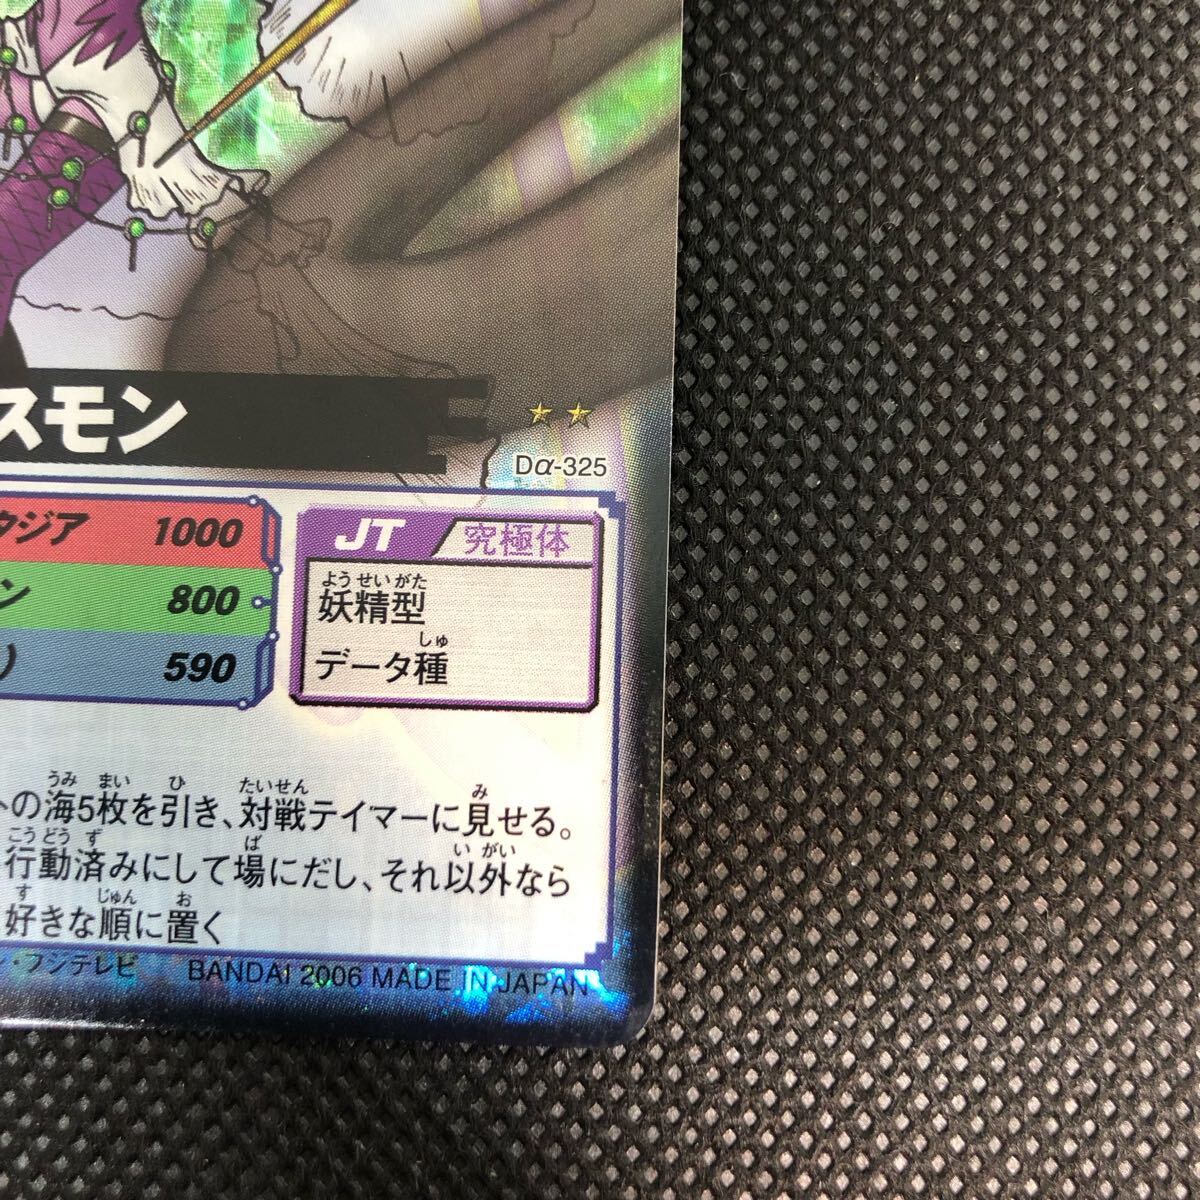 スモン
Dα-325
ウジア 1000
ン 800
リ 590
JT 究極体
ようせいがた
妖精型
しゅ
データ種
うみ まい ひ たいせん み
トの海5枚を引き、対戦テイマーに見せる。
こうどうず ば いがい
行動済みにして場にだし、それ以外なら
す じゅん お
好きな順に置く
ン・フジテレビ BANDAI 2006 MADE IN JAPAN